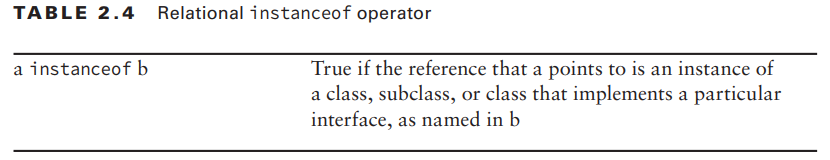 TABLE 2.4 Relational instanceof operator
a instanceof b True if the reference that a points to is an instance of
a class, subclass, or class that implements a particular
interface, as named in b